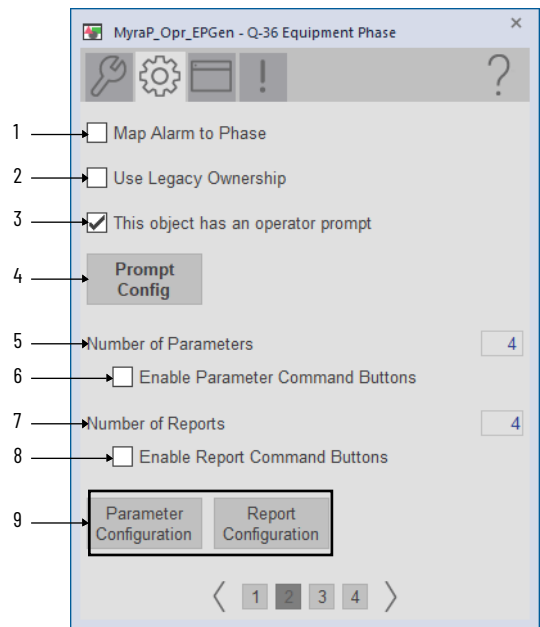 MyraP_Opr_EPGen - Q-36 Equipment Phase
1 Map Alarm to Phase
2 Use Legacy Ownership
3 This object has an operator prompt
4 Prompt
Config
5 Number of Parameters 4
6 Enable Parameter Command Buttons
7 Number of Reports 4
8 Enable Report Command Buttons
9 Parameter Configuration Report Configuration
1 2 3 4